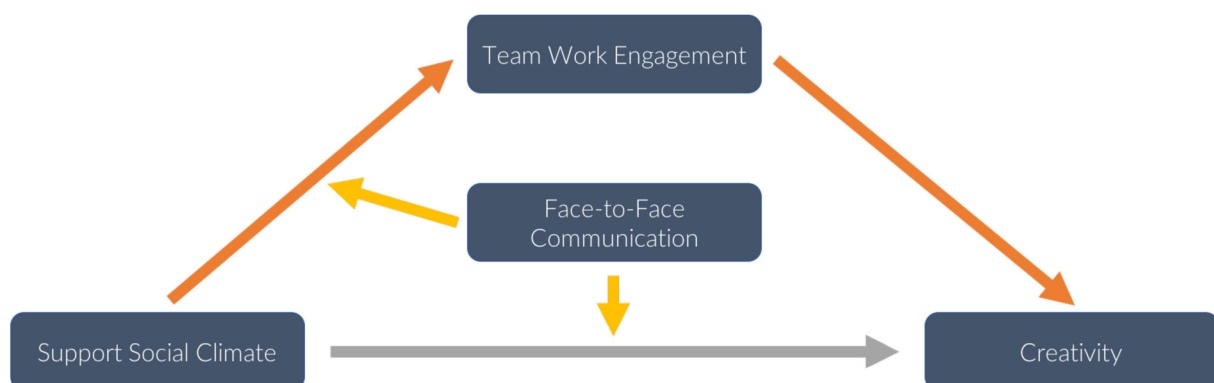 Team Work Engagement
Face-to-Face
Communication
Support Social Climate
Creativity